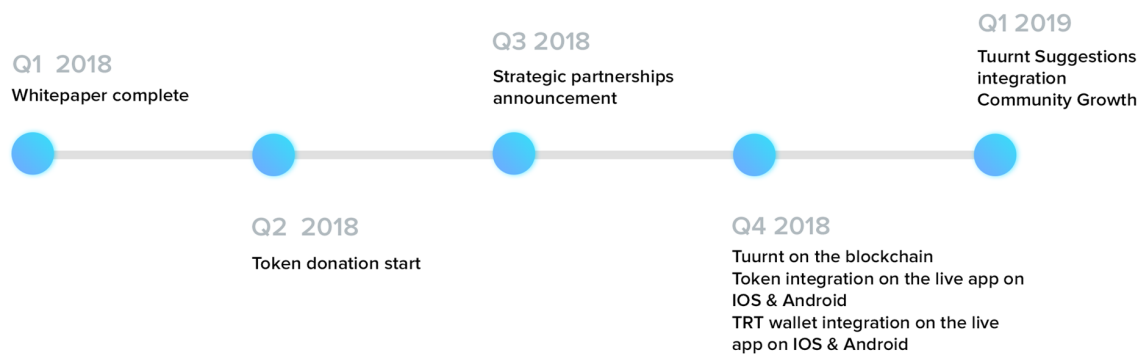 Q1 2018
Whitepaper complete
Q2 2018
Token donation start
Q3 2018
Strategic partnerships
announcement
Q4 2018
Tuurnt on the blockchain
Token integration on the live app on
IOS & Android
TRT wallet integration on the live
app on IOS & Android
Q1 2019
Tuurnt Suggestions
integration
Community Growth